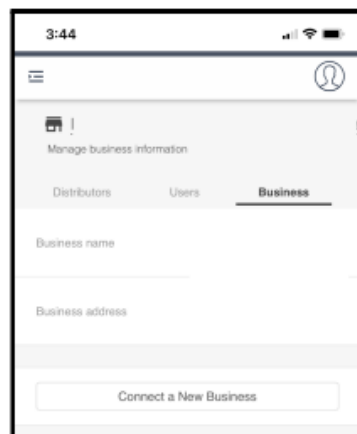 3:44
Manage business information
Distributors Users Business
Business name
Business address
Connect a New Business